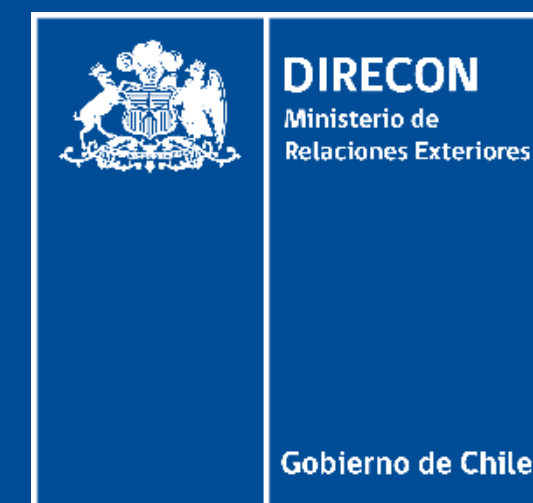 DIRECON
Ministerio de
Relaciones Exteriores
Gobierno de Chile